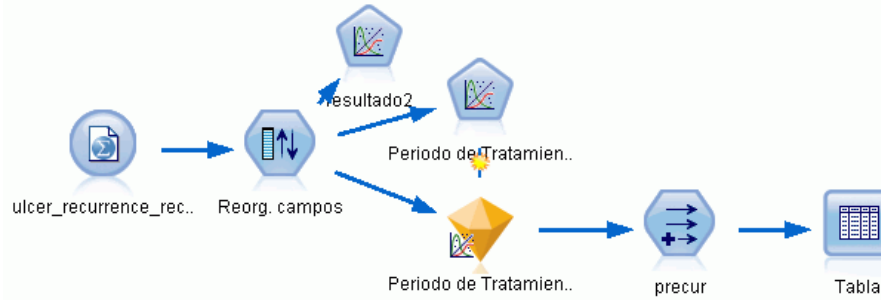 resultado2
Periodo de Tratamien..
ulcer_recurrence_rec..
Reorg. campos
Periodo de Tratamien..
precur
Tabla